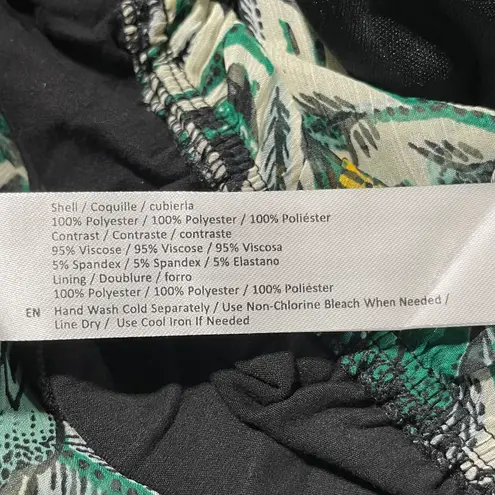 Shell / Coquille / cubierla
100% Polyester / 100% Polyester / 100% Poliéster
Contrast / Contraste / contraste
95% Viscose / 95% Viscose / 95% Viscosa
5% Spandex / 5% Spandex / 5% Elastano
Lining / Doublure / forro
100% Polyester / 100% Polyester / 100% Poliéster
EN Hand Wash Cold Separately / Use Non-Chlorine Bleach When Needed /
Line Dry / Use Cool Iron If Needed